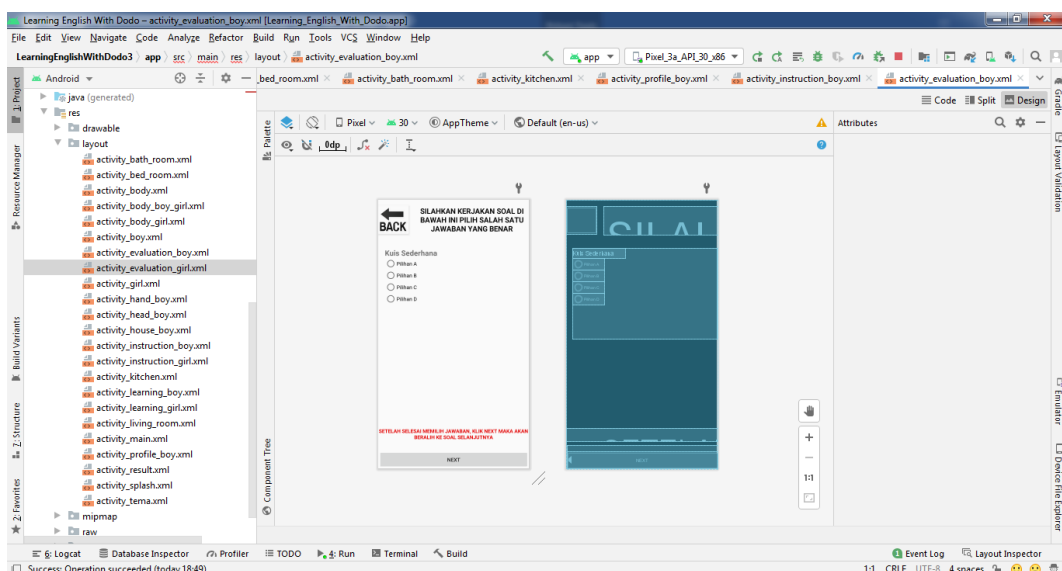 Learning English With Dodo – activity_evaluation_boy.xml [Learning_English_With_Dodo.app]
File Edit View Navigate Code Analyze Refactor Build Run Tools VCS Window Help
LearningEnglishWithDodo3 app src main res layout activity_evaluation_boy.xml app Pixel_3a_API_30_x86
Android
_bed_room.xml activity_bath_room.xml activity_kitchen.xml activity_profile_boy.xml activity_instruction_boy.xml activity_evaluation_boy.xml
Code Split Design
1: Project
Resource Manager
Build Variants
7: Structure
2: Favorites
java (generated)
res
drawable
layout
activity_bath_room.xml
activity_bed_room.xml
activity_body.xml
activity_body_boy_girl.xml
activity_body_girl.xml
activity_boy.xml
activity_evaluation_boy.xml
activity_evaluation_girl.xml
activity_girl.xml
activity_hand_boy.xml
activity_head_boy.xml
activity_house_boy.xml
activity_instruction_boy.xml
activity_instruction_girl.xml
activity_kitchen.xml
activity_learning_boy.xml
activity_learning_girl.xml
activity_living_room.xml
activity_main.xml
activity_profile_boy.xml
activity_result.xml
activity_splash.xml
activity_tema.xml
mipmap
raw
Palette
Component Tree
Pixel 30 AppTheme Default (en-us)
0dp
Attributes
BACK
SILAHKAN KERJAKAN SOAL DI
BAWAH INI PILIH SALAH SATU
JAWABAN YANG BENAR
Kuis Sederhana
Pilihan A
Pilihan B
Pilihan C
Pilihan D
SETELAH SELESAI MEMILIH JAWABAN, KLIK NEXT MAKA AKAN
BERALIH KE SOAL SELANJUTNYA
NEXT
Kuis Sederhana
Pilihan A
Pilihan B
Pilihan C
Pilihan D
NEXT
1:1
Gradle
Layout Validation
Emulator
Device File Explorer
6: Logcat Database Inspector Profiler TODO 4: Run Terminal Build Event Log Layout Inspector
Success: Operation succeeded (today 18:49) 1:1 CRLF UTF-8 4 spaces